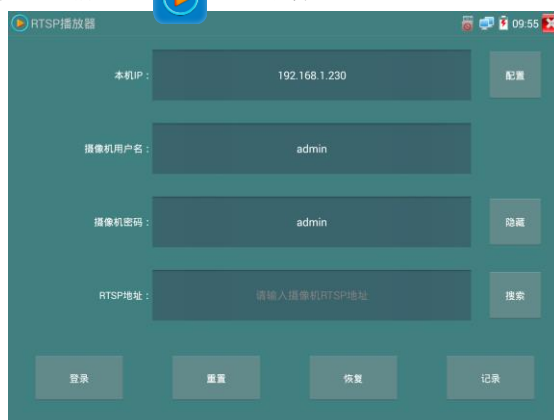 RTSP播放器 09:55
本机IP： 192.168.1.230 配置
摄像机用户名： admin
摄像机密码： admin 隐藏
RTSP地址： 请输入摄像机RTSP地址 搜索
登录 重置 恢复 记录